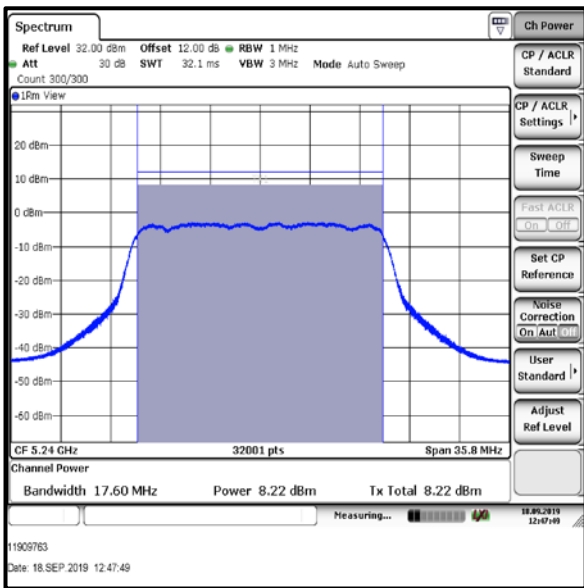 Spectrum
Ref Level 32.00 dBm Offset 12.00 dB RBW 1 MHz
Att 30 dB SWT 32.1 ms VBW 3 MHz Mode Auto Sweep
Count 300/300
1Rm View
20 dBm
10 dBm
0 dBm
-10 dBm
-20 dBm
-30 dBm
-40 dBm
-50 dBm
-60 dBm
CF 5.24 GHz 32001 pts Span 35.8 MHz
Channel Power
Bandwidth 17.60 MHz Power 8.22 dBm Tx Total 8.22 dBm
Measuring...
18.09.2019
12:47:49
Ch Power
CP / ACLR
Standard
CP / ACLR
Settings
Sweep
Time
Fast ACLR
On Off
Set CP
Reference
Noise
Correction
On Aut Off
User
Standard
Adjust
Ref Level
11909763
Date: 18.SEP.2019 12:47:49